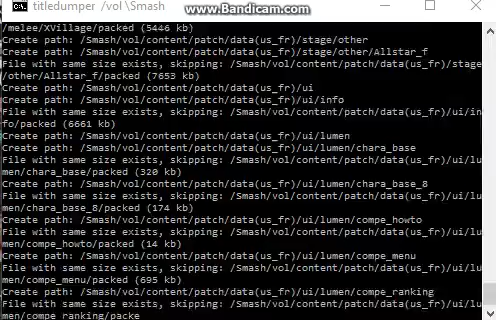 titledumper /vol \Smash
www.Bandicam.com
/melee/XVillage/packed (5446 kb)
Create path: /Smash/vol/content/patch/data(us_fr)/stage/other
Create path: /Smash/vol/content/patch/data(us_fr)/stage/other/Allstar_f
File with same size exists, skipping: /Smash/vol/content/patch/data(us_fr)/stage
/other/Allstar_f/packed (7653 kb)
Create path: /Smash/vol/content/patch/data(us_fr)/ui
Create path: /Smash/vol/content/patch/data(us_fr)/ui/info
File with same size exists, skipping: /Smash/vol/content/patch/data(us_fr)/ui/in
fo/packed (6661 kb)
Create path: /Smash/vol/content/patch/data(us_fr)/ui/lumen
Create path: /Smash/vol/content/patch/data(us_fr)/ui/lumen/chara_base
File with same size exists, skipping: /Smash/vol/content/patch/data(us_fr)/ui/lu
men/chara_base/packed (320 kb)
Create path: /Smash/vol/content/patch/data(us_fr)/ui/lumen/chara_base_8
File with same size exists, skipping: /Smash/vol/content/patch/data(us_fr)/ui/lu
men/chara_base_8/packed (174 kb)
Create path: /Smash/vol/content/patch/data(us_fr)/ui/lumen/compe_howto
File with same size exists, skipping: /Smash/vol/content/patch/data(us_fr)/ui/lu
men/compe_howto/packed (14 kb)
Create path: /Smash/vol/content/patch/data(us_fr)/ui/lumen/compe_menu
File with same size exists, skipping: /Smash/vol/content/patch/data(us_fr)/ui/lu
men/compe_menu/packed (695 kb)
Create path: /Smash/vol/content/patch/data(us_fr)/ui/lumen/compe_ranking
File with same size exists, skipping: /Smash/vol/content/patch/data(us_fr)/ui/lu
men/compe_ranking/packe